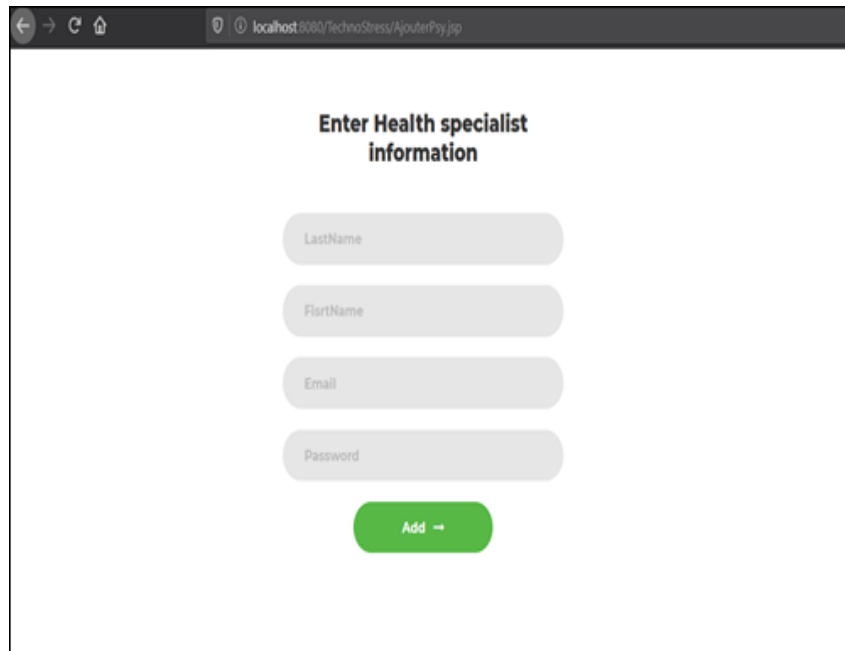 localhost:8080/TechnoStress/AjouterPsy.jsp
Enter Health specialist
information
LastName
FisrtName
Email
Password
Add →